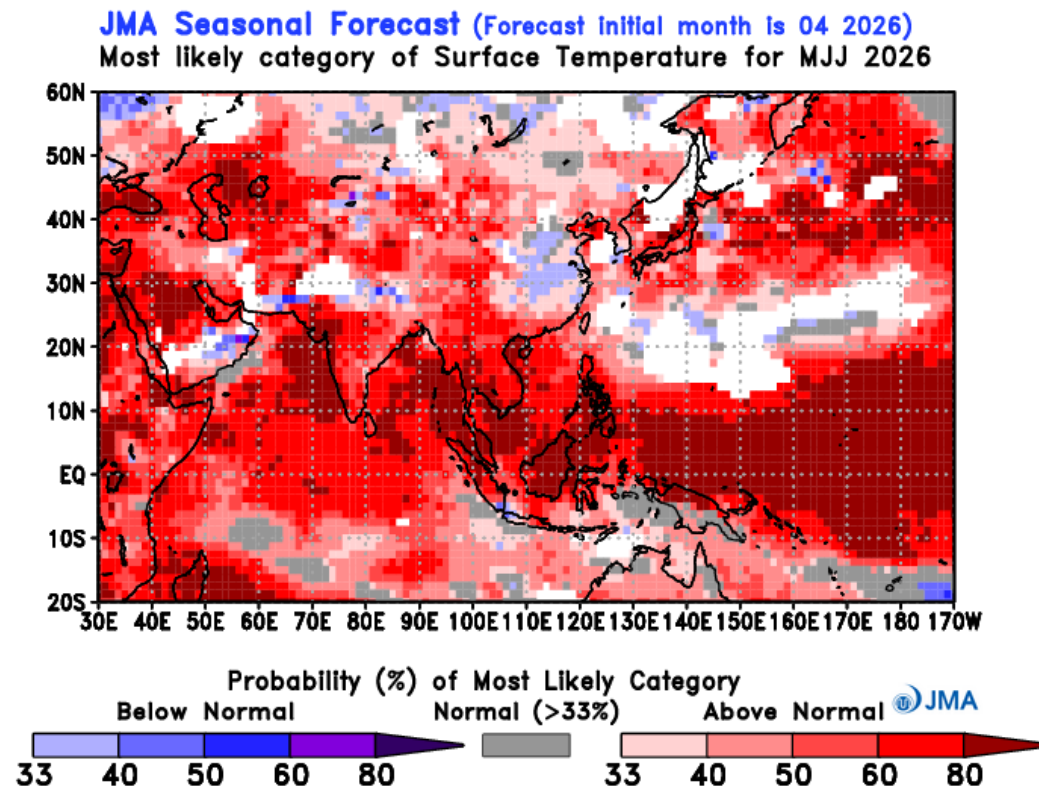 JMA Seasonal Forecast (Forecast initial month is 04 2026)
Most likely category of Surface Temperature for MJJ 2026
60N
50N
40N
30N
20N
10N
EQ
10S
20S
30E 40E 50E 60E 70E 80E 90E 100E 110E 120E 130E 140E 150E 160E 170E 180 170W
Probability (%) of Most Likely Category
Below Normal Normal (>33%) Above Normal JMA
33 40 50 60 80 33 40 50 60 80